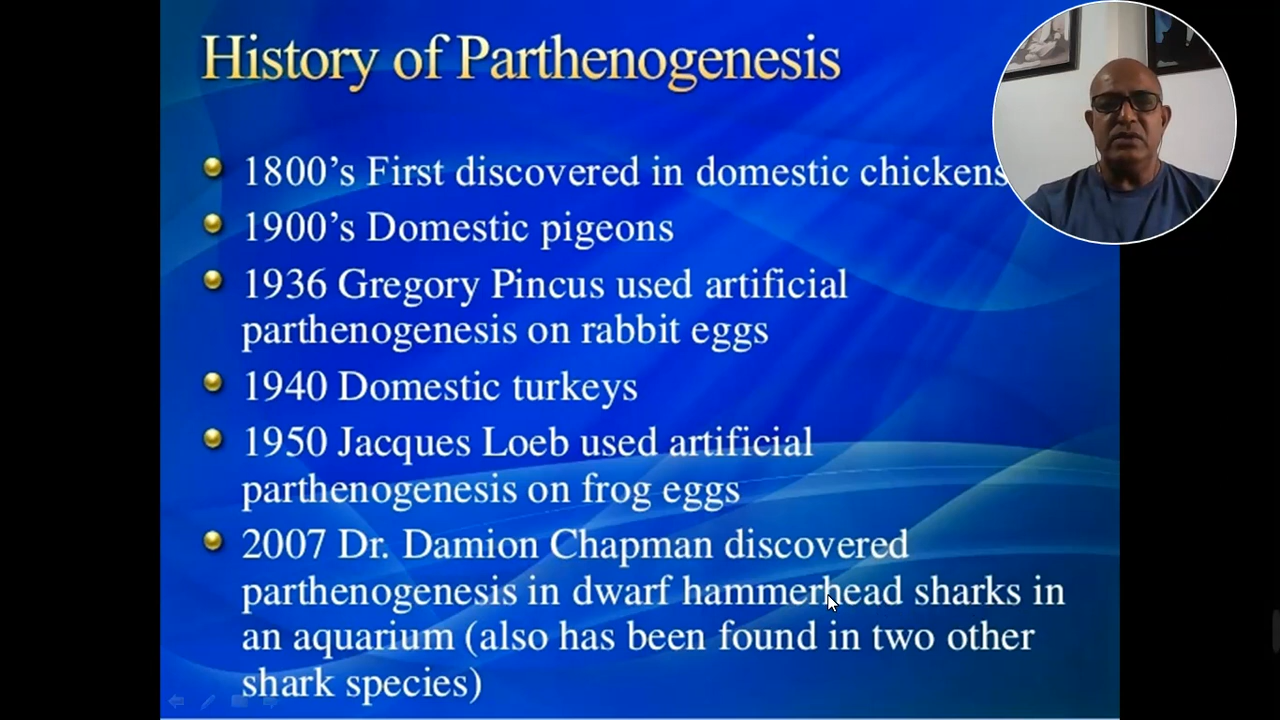 History of Parthenogenesis
1800’s First discovered in domestic chickens
1900’s Domestic pigeons
1936 Gregory Pincus used artificial
parthenogenesis on rabbit eggs
1940 Domestic turkeys
1950 Jacques Loeb used artificial
parthenogenesis on frog eggs
2007 Dr. Damion Chapman discovered
parthenogenesis in dwarf hammerhead sharks in
an aquarium (also has been found in two other
shark species)